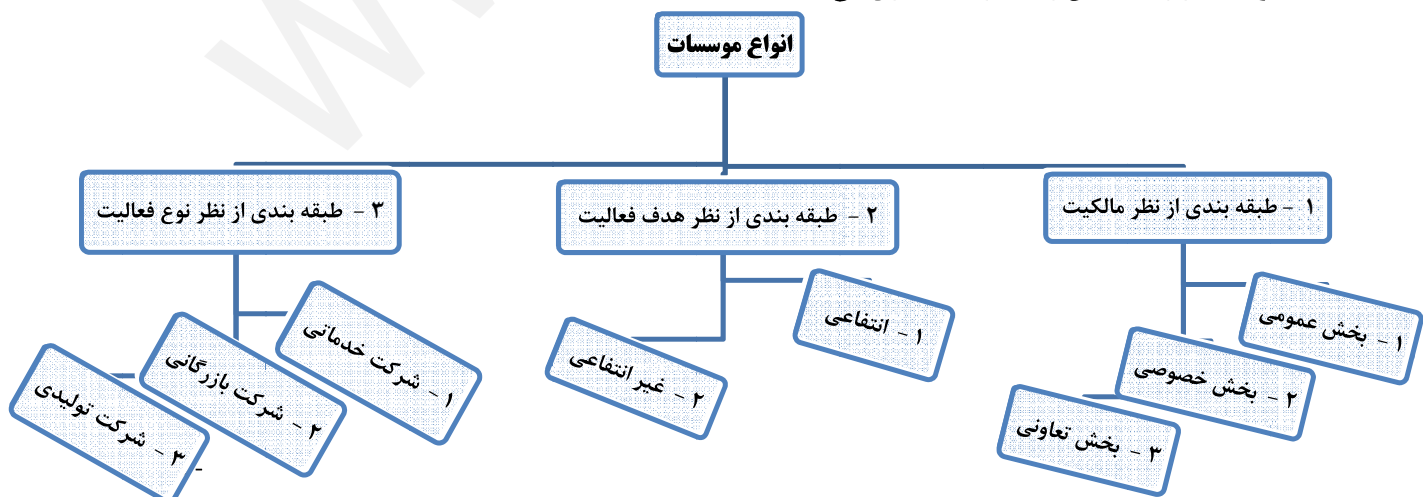 انواع موسسات
۱ - طبقه بندی از نظر مالکیت
۱ - بخش عمومی
۲ - بخش خصوصی
۳ - بخش تعاونی
۲ - طبقه بندی از نظر هدف فعالیت
۱ - انتفاعی
۲ - غیر انتفاعی
۳ - طبقه بندی از نظر نوع فعالیت
۱ - شرکت خدماتی
۲ - شرکت بازرگانی
۳ - شرکت تولیدی